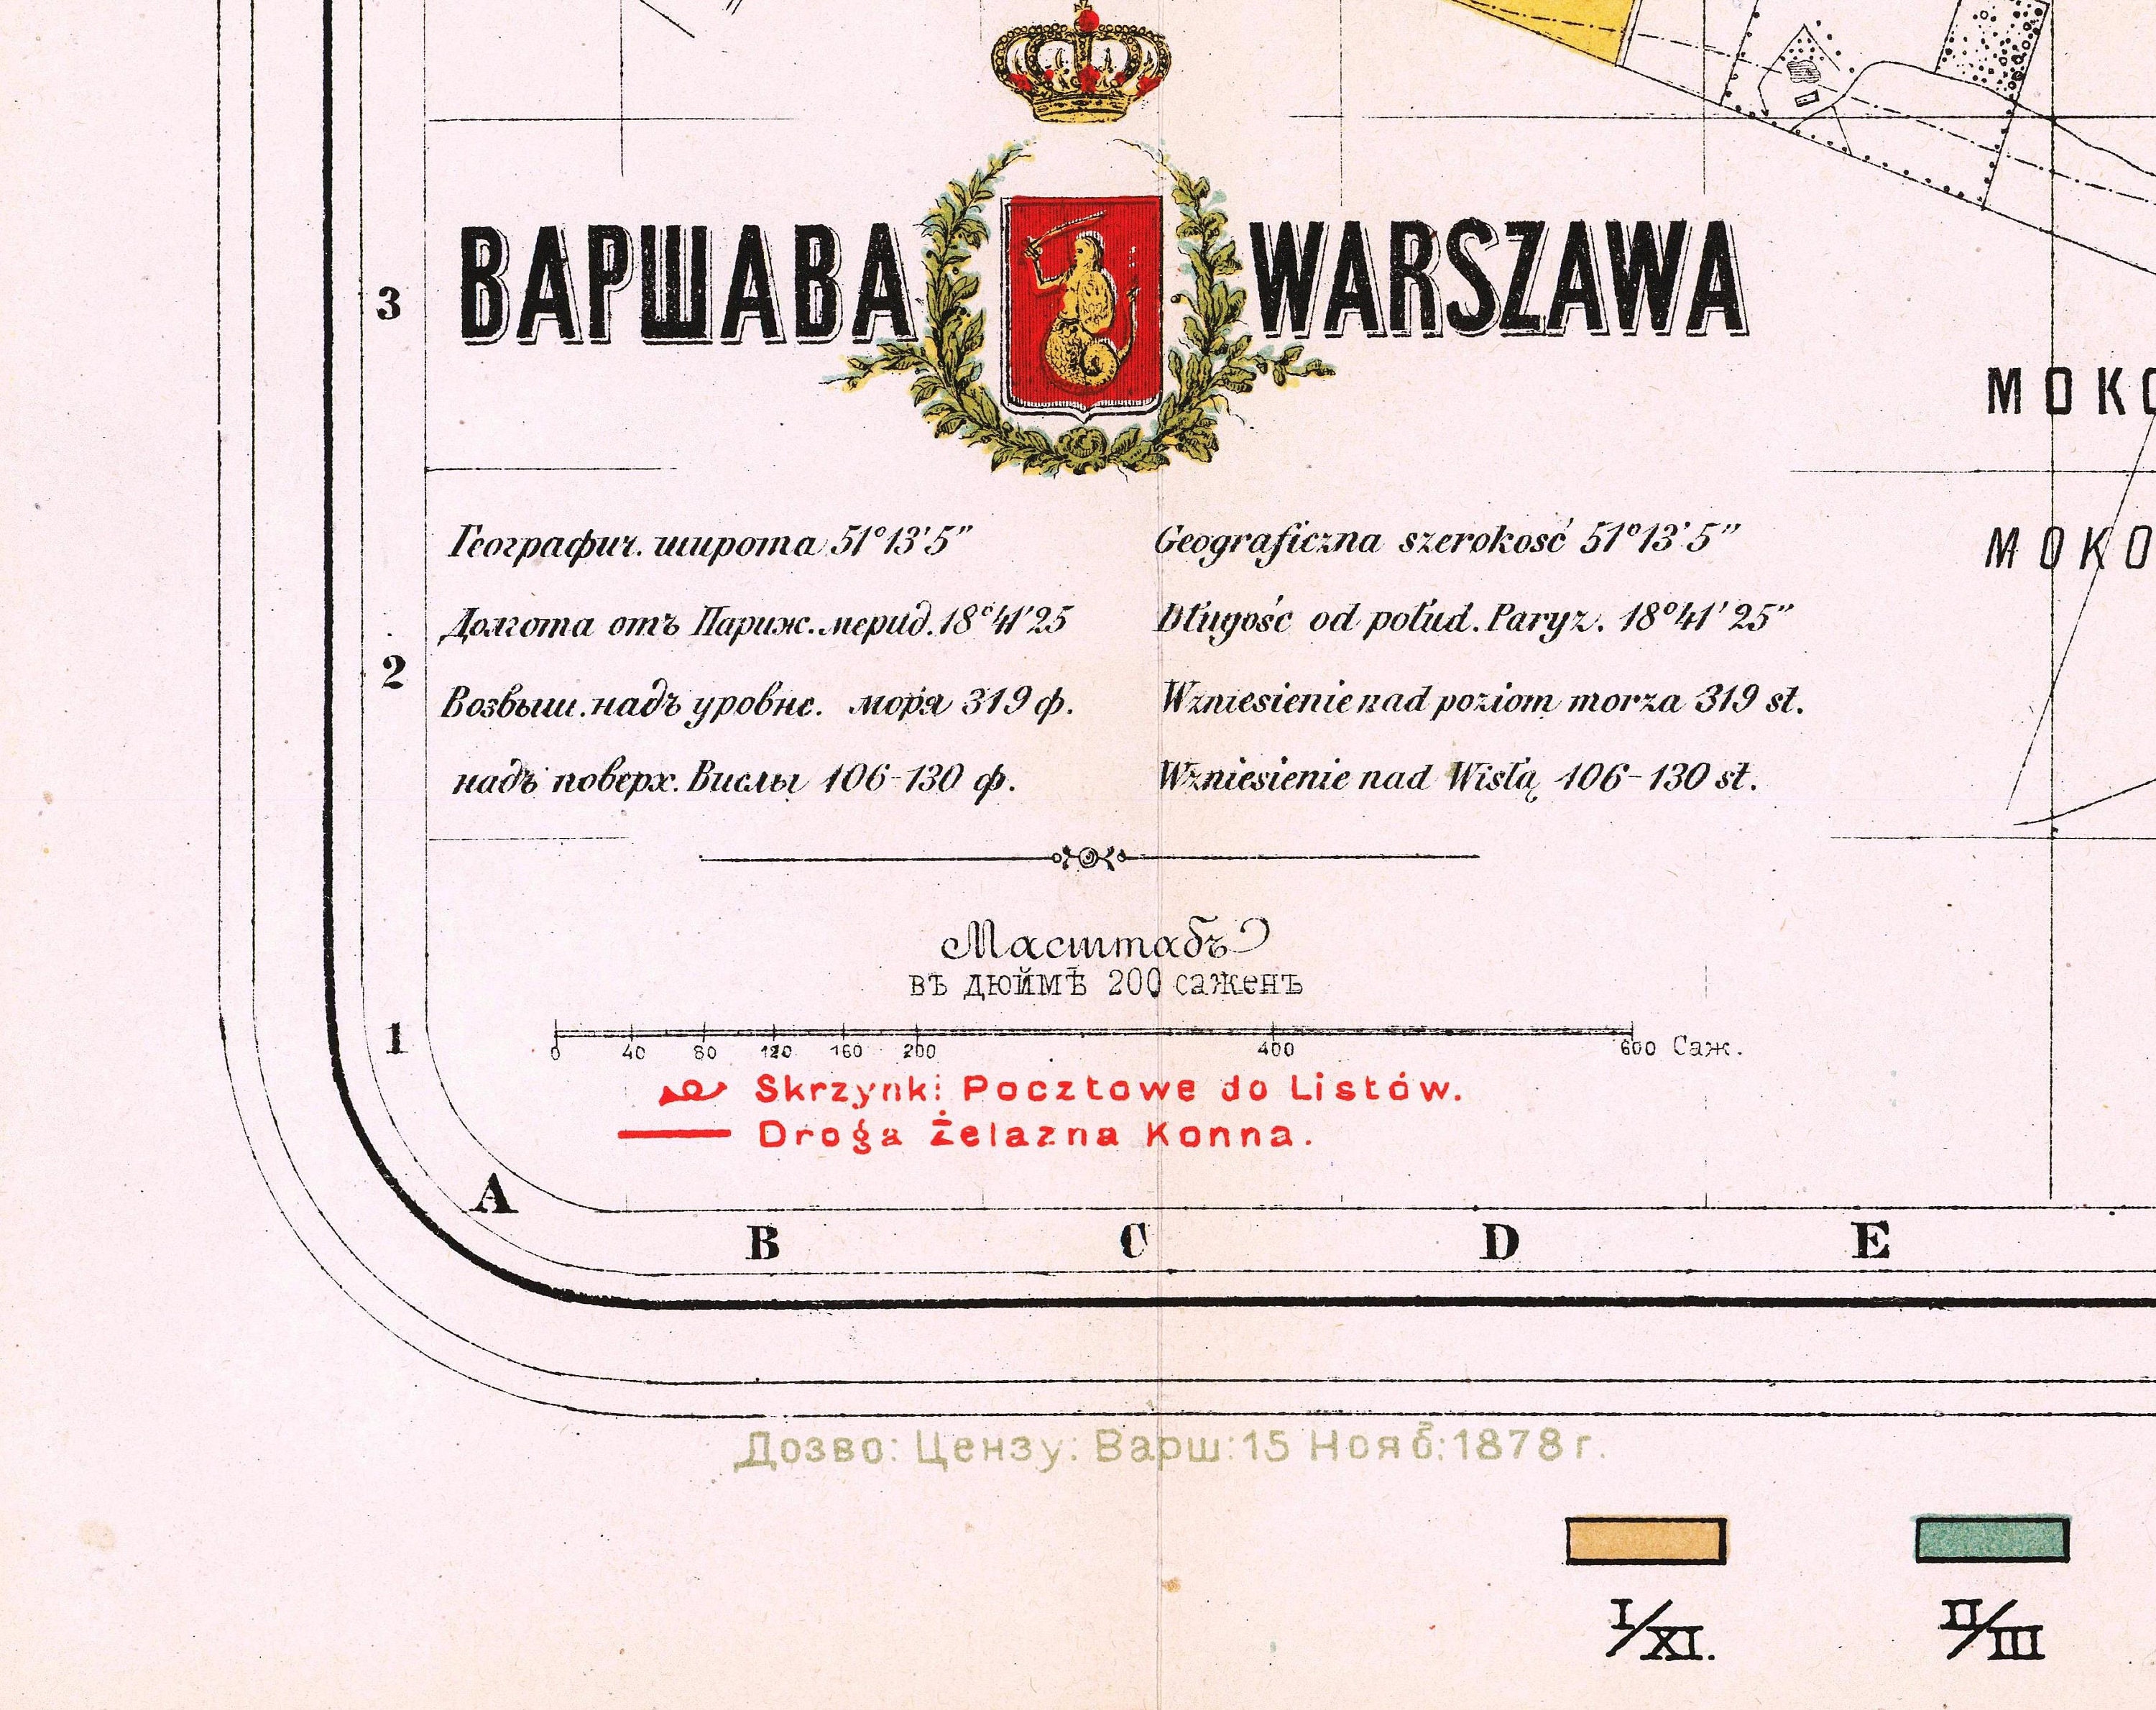 3
ВАРШАВА
WARSZAWA
МОКО
MOKO
Географич. широта 51°13'5"
Долгота отъ Париж. мерид. 18°41'25
Возвыш. надъ уровне. моря 319 ф.
надъ поверх. Вислы 106-130 ф.
Geograficzna szerokość 51°13'5"
Długość od połud. Paryz. 18°41'25"
Wzniesienie nad poziom morza 319 st.
Wzniesienie nad Wisłą 106-130 st.
2
Масштабъ
въ дюймѣ 200 саженъ
0 40 80 120 160 200 400 600 Саж.
1
Skrzynki Pocztowe do Listów.
Droga Żelazna Konna.
A B C D E
Дозво: Цензу: Варш: 15 Нояб: 1878 г.
I/XI. II/III